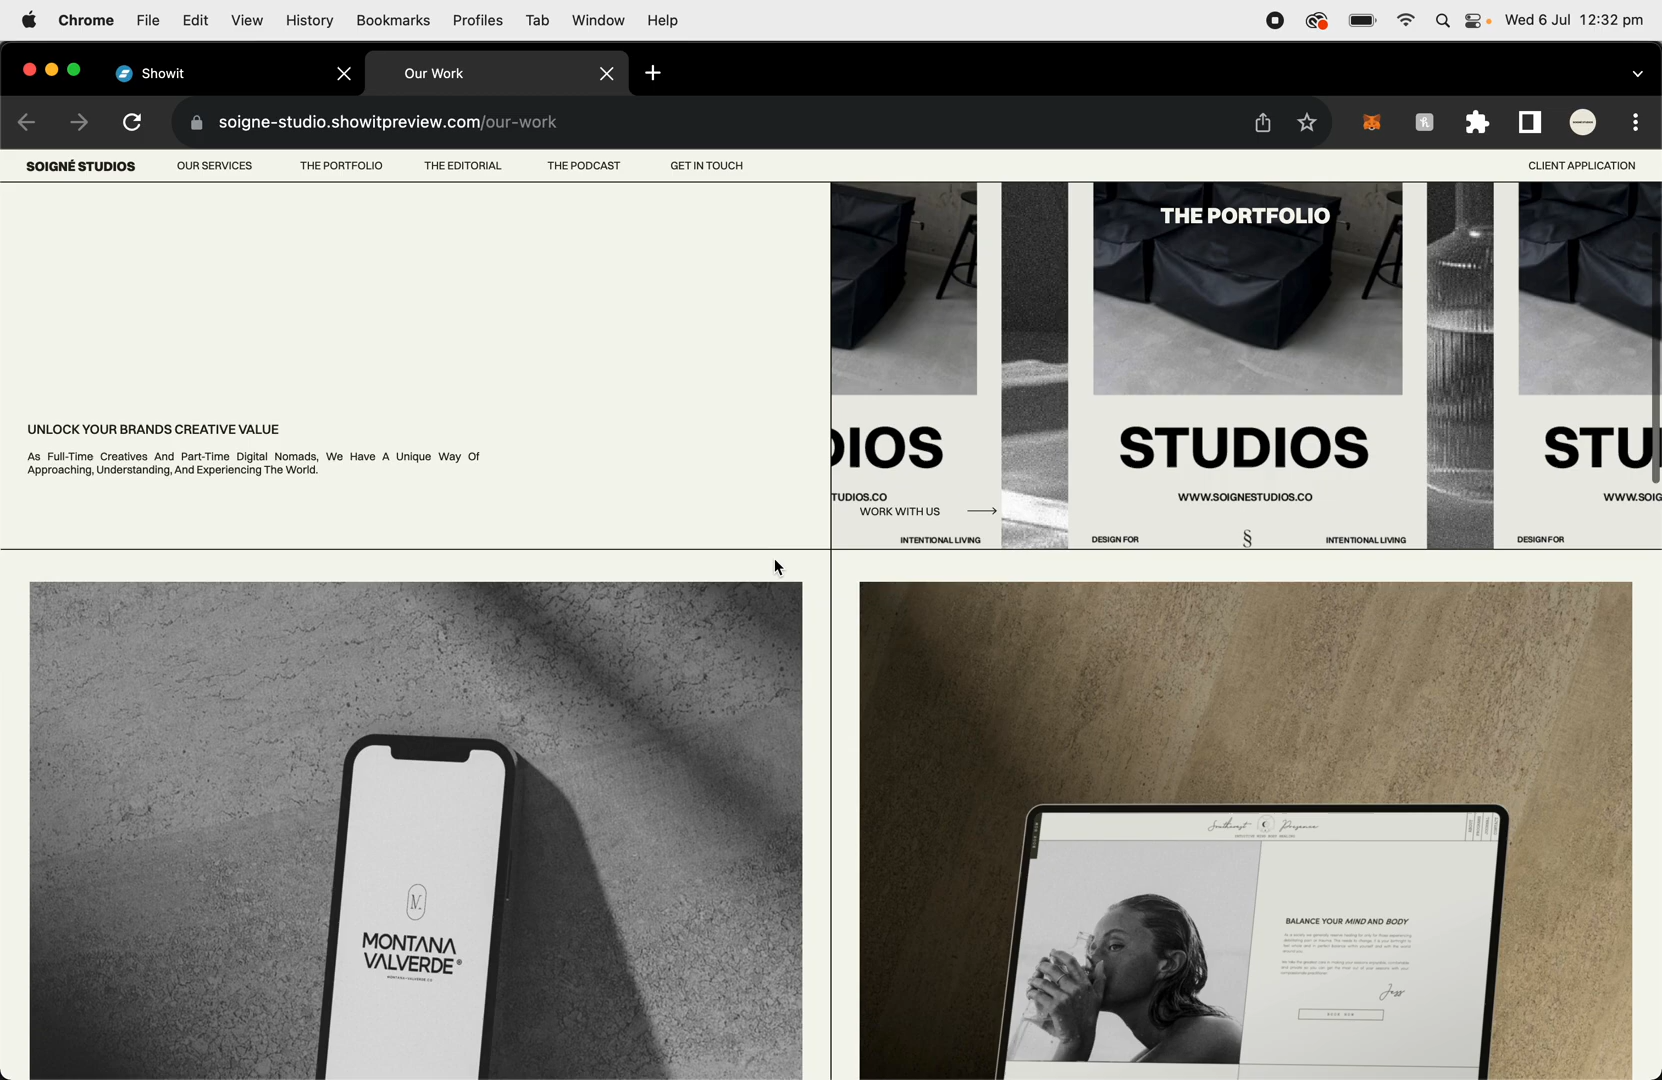 Chrome File Edit View History Bookmarks Profiles Tab Window Help Wed 6 Jul 12:32 pm
Showit Our Work
soigne-studio.showitpreview.com/our-work
SOIGNÉ STUDIOS OUR SERVICES THE PORTFOLIO THE EDITORIAL THE PODCAST GET IN TOUCH CLIENT APPLICATION
THE PORTFOLIO
UNLOCK YOUR BRANDS CREATIVE VALUE
As Full-Time Creatives And Part-Time Digital Nomads, We Have A Unique Way Of
Approaching, Understanding, And Experiencing The World.
DIOS STUDIOS STU
TUDIOS.CO WWW.SOIGNESTUDIOS.CO WWW.SOIG
WORK WITH US
INTENTIONAL LIVING DESIGN FOR § INTENTIONAL LIVING DESIGN FOR
M.
MONTANA
VALVERDE®
BALANCE YOUR MIND AND BODY
Jess
BOOK NOW